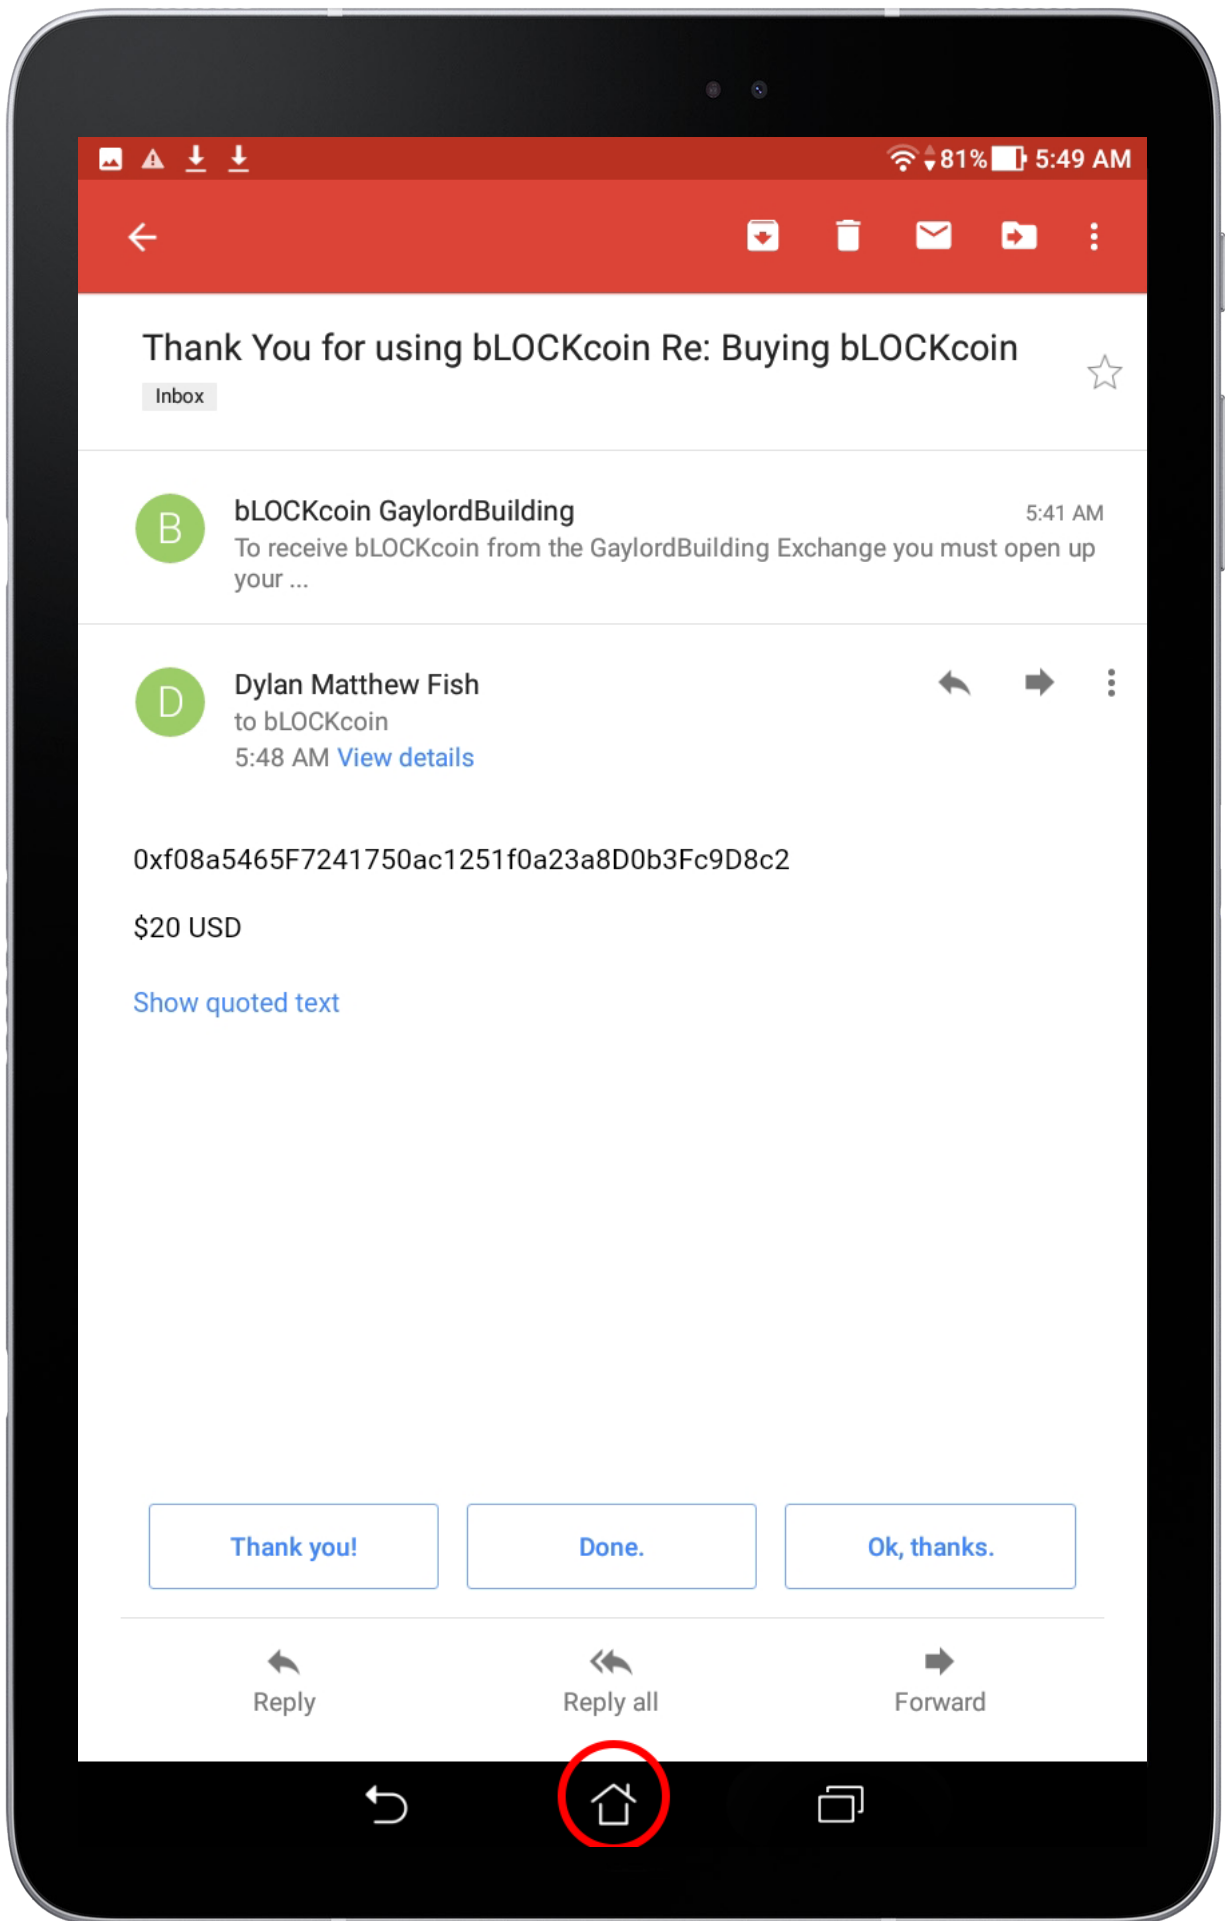 81% 5:49 AM
Thank You for using bLOCKcoin Re: Buying bLOCKcoin
Inbox
B
bLOCKcoin GaylordBuilding
5:41 AM
To receive bLOCKcoin from the GaylordBuilding Exchange you must open up
your ...
D
Dylan Matthew Fish
to bLOCKcoin
5:48 AM View details
0xf08a5465F7241750ac1251f0a23a8D0b3Fc9D8c2
$20 USD
Show quoted text
Thank you!
Done.
Ok, thanks.
Reply
Reply all
Forward